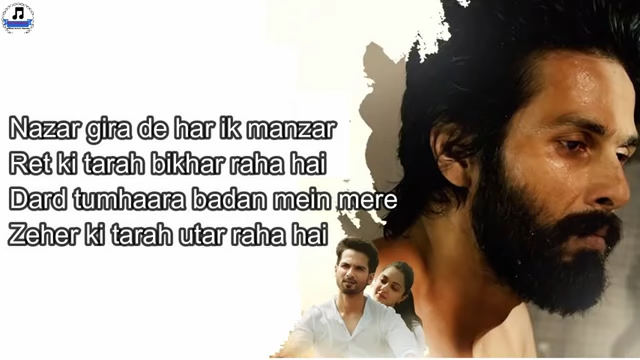 Nazar gira de har ik manzar
Ret ki tarah bikhar raha hai
Dard tumhaara badan mein mere
Zeher ki tarah utar raha hai